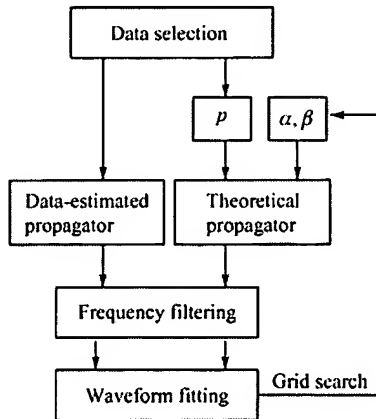 Data selection
p
α, β
Data-estimated
propagator
Theoretical
propagator
Frequency filtering
Waveform fitting
Grid search